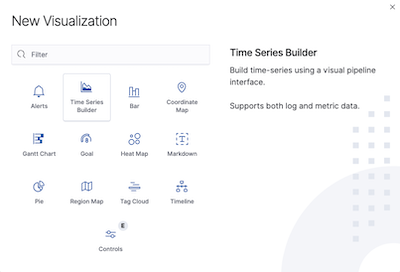 New Visualization
Filter
Alerts
Time Series
Builder
Bar
Coordinate
Map
Gantt Chart
Goal
Heat Map
Markdown
Pie
Region Map
Tag Cloud
Timeline
E
Controls
Time Series Builder
Build time-series using a visual pipeline
interface.
Supports both log and metric data.